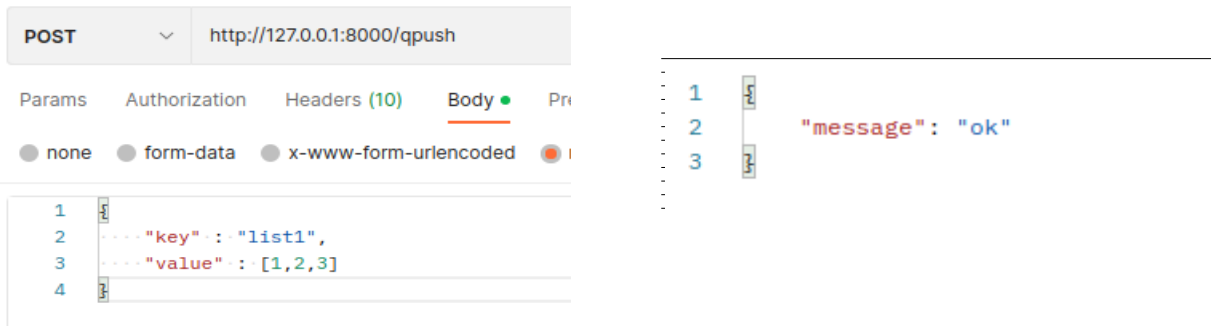 POST http://127.0.0.1:8000/qpush
Params Authorization Headers (10) Body
none form-data x-www-form-urlencoded
1 {
2 "key" : "list1",
3 "value" : [1,2,3]
4 }
1 {
2 "message": "ok"
3 }